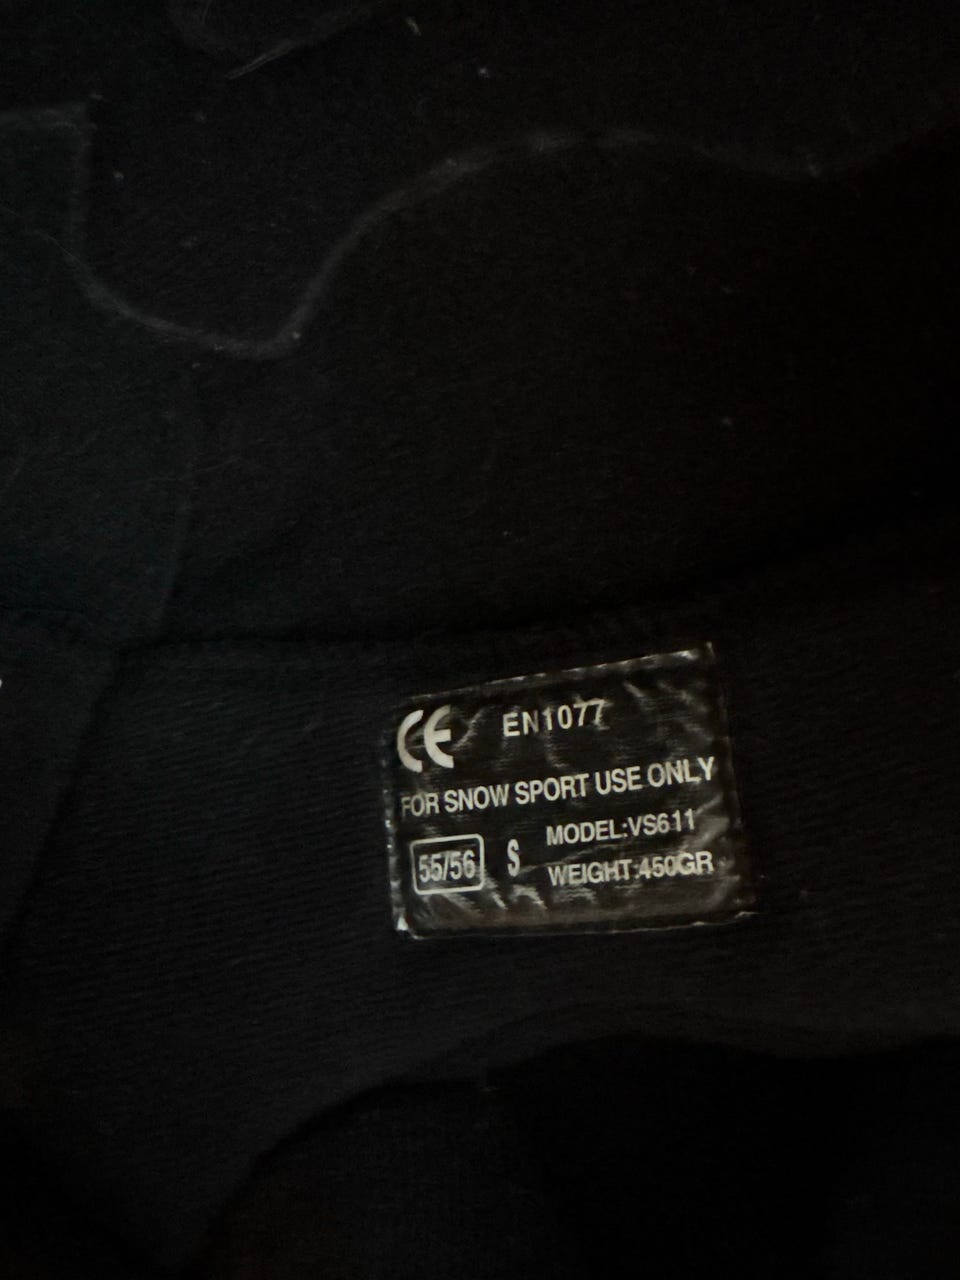 CE EN1077
FOR SNOW SPORT USE ONLY
55/56 S MODEL:VS611
WEIGHT:450GR